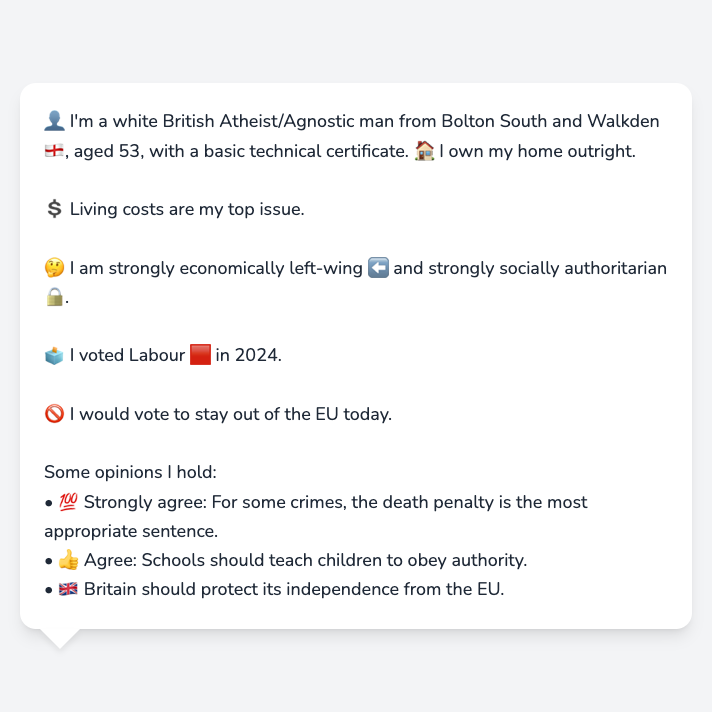 👤 I'm a white British Atheist/Agnostic man from Bolton South and Walkden
🏴󠁧󠁢󠁥󠁮󠁧󠁿, aged 53, with a basic technical certificate. 🏠 I own my home outright.
💲 Living costs are my top issue.
🤔 I am strongly economically left-wing ⬅️ and strongly socially authoritarian
🔒.
🗳️ I voted Labour 🟥 in 2024.
🚫 I would vote to stay out of the EU today.
Some opinions I hold:
• 💯 Strongly agree: For some crimes, the death penalty is the most
appropriate sentence.
• 👍 Agree: Schools should teach children to obey authority.
• 🇬🇧 Britain should protect its independence from the EU.